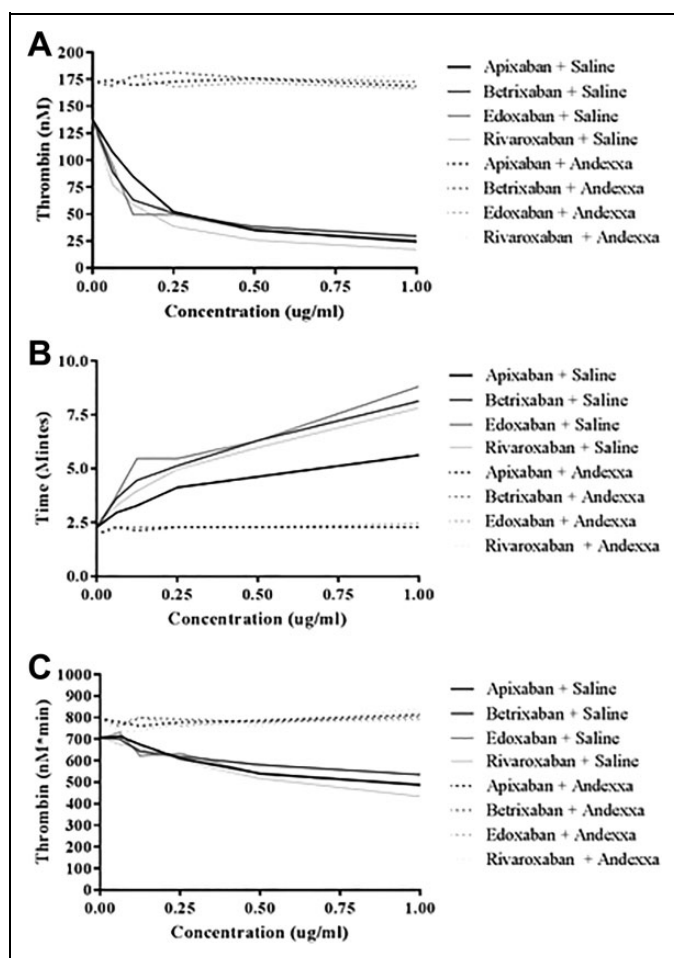 A
Thrombin (nM)
200
175
150
125
100
75
50
25
0
0.00 0.25 0.50 0.75 1.00
Concentration (ug/ml)
Apixaban + Saline
Betrixaban + Saline
Edoxaban + Saline
Rivaroxaban + Saline
Apixaban + Andexxa
Betrixaban + Andexxa
Edoxaban + Andexxa
Rivaroxaban + Andexxa
B
Time (Mintes)
10.0
7.5
5.0
2.5
0.0
0.00 0.25 0.50 0.75 1.00
Concentration (ug/ml)
Apixaban + Saline
Betrixaban + Saline
Edoxaban + Saline
Rivaroxaban + Saline
Apixaban + Andexxa
Betrixaban + Andexxa
Edoxaban + Andexxa
Rivaroxaban + Andexxa
C
Thrombin (nM*min)
1000
900
800
700
600
500
400
300
200
100
0
0.00 0.25 0.50 0.75 1.00
Concentration (ug/ml)
Apixaban + Saline
Betrixaban + Saline
Edoxaban + Saline
Rivaroxaban + Saline
Apixaban + Andexxa
Betrixaban + Andexxa
Edoxaban + Andexxa
Rivaroxaban + Andexxa